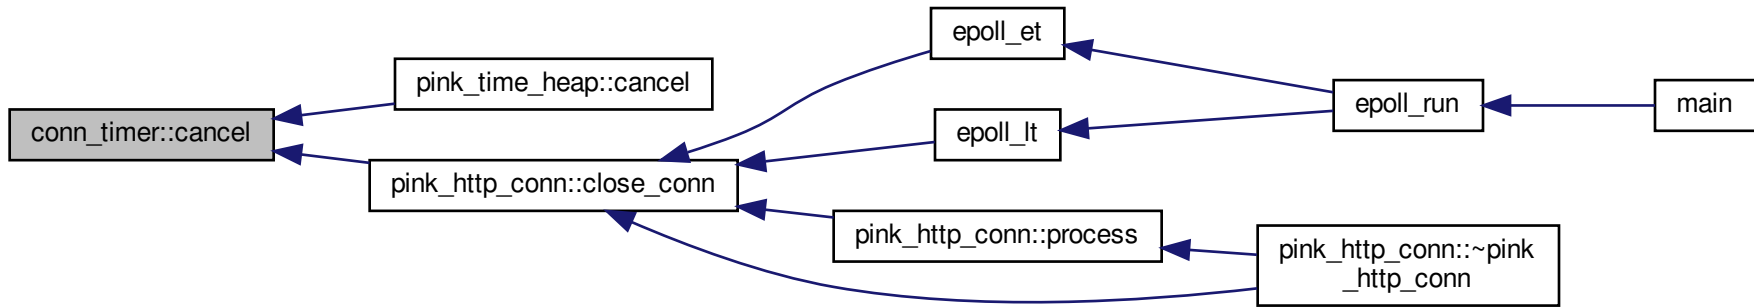 conn_timer::cancel
pink_time_heap::cancel
pink_http_conn::close_conn
epoll_et
epoll_lt
pink_http_conn::process
epoll_run
pink_http_conn::~pink
_http_conn
main